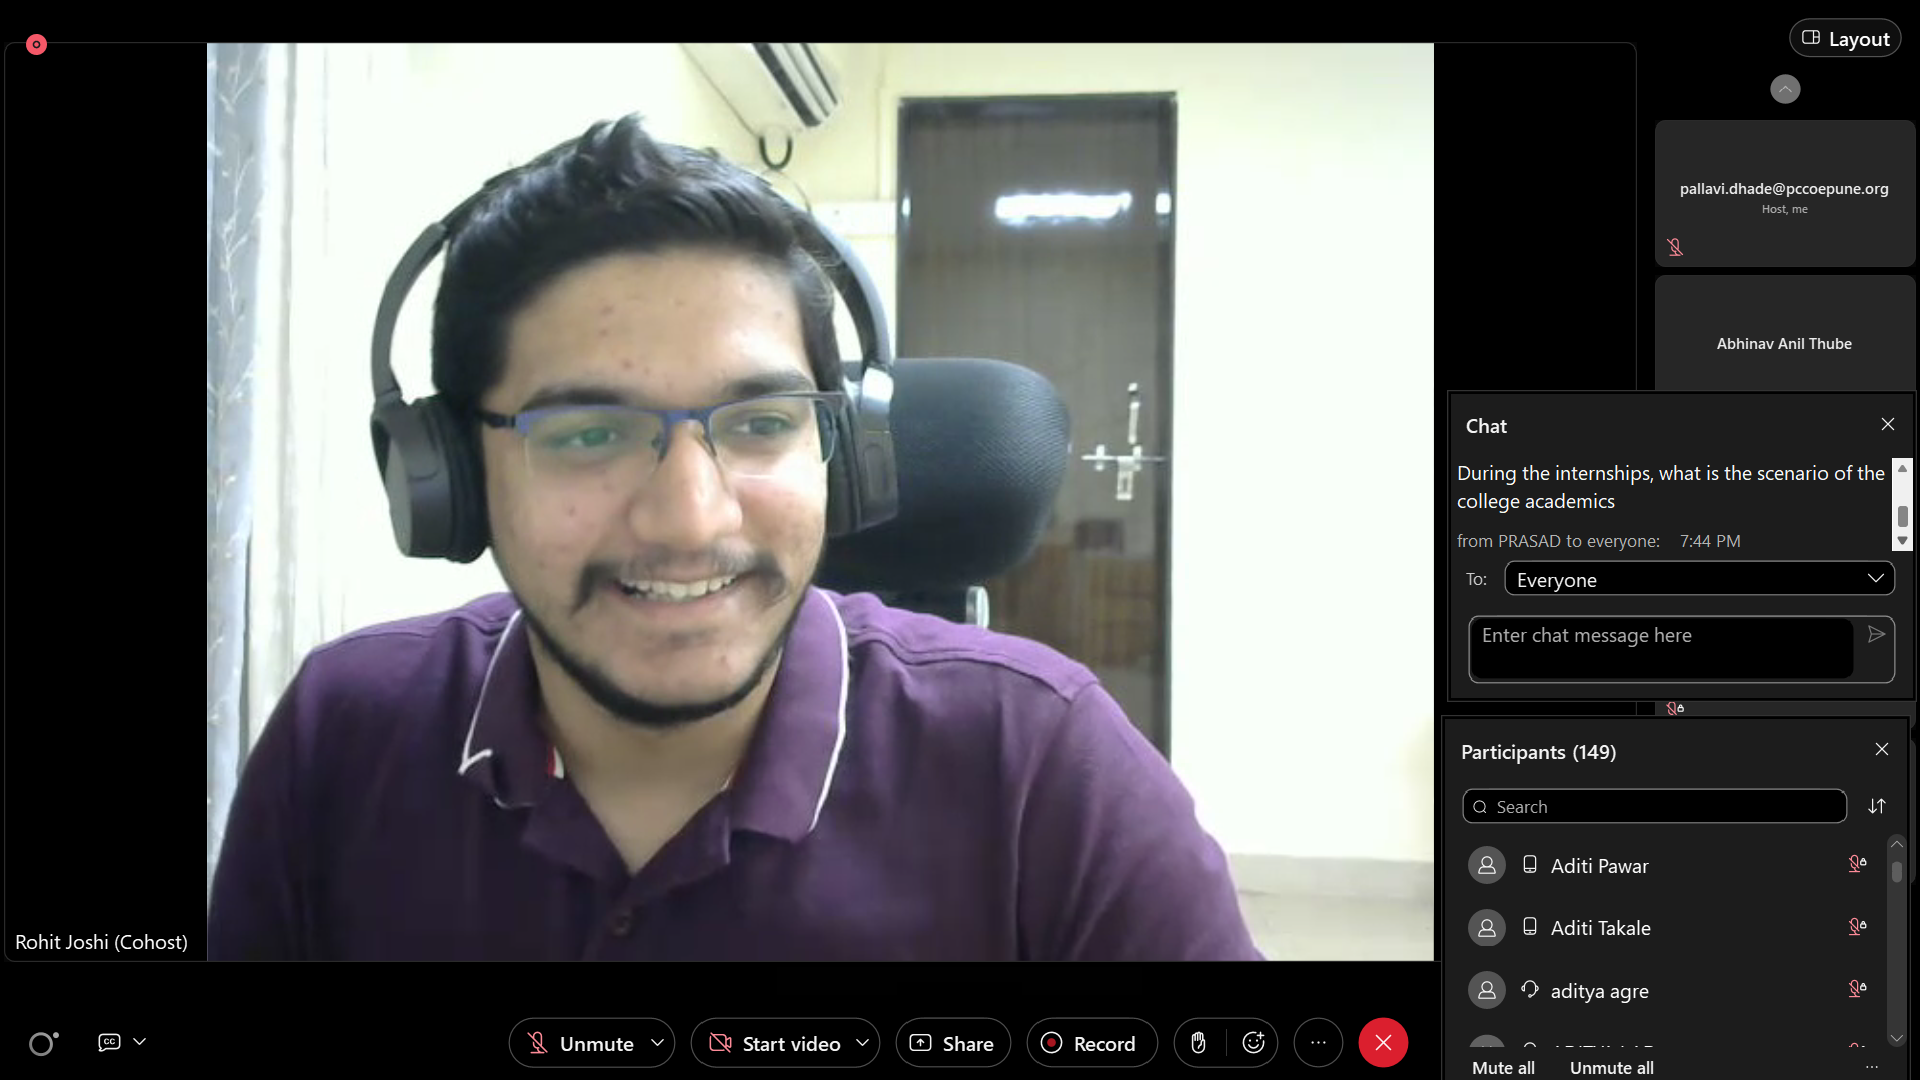 Layout
pallavi.dhade@pccoepune.org
Host, me
Abhinav Anil Thube
Chat
During the internships, what is the scenario of the
college academics
from PRASAD to everyone: 7:44 PM
To: Everyone
Enter chat message here
Participants (149)
Search
Aditi Pawar
Aditi Takale
aditya agre
Mute all Unmute all
Rohit Joshi (Cohost)
CC
Unmute
Start video
Share
Record